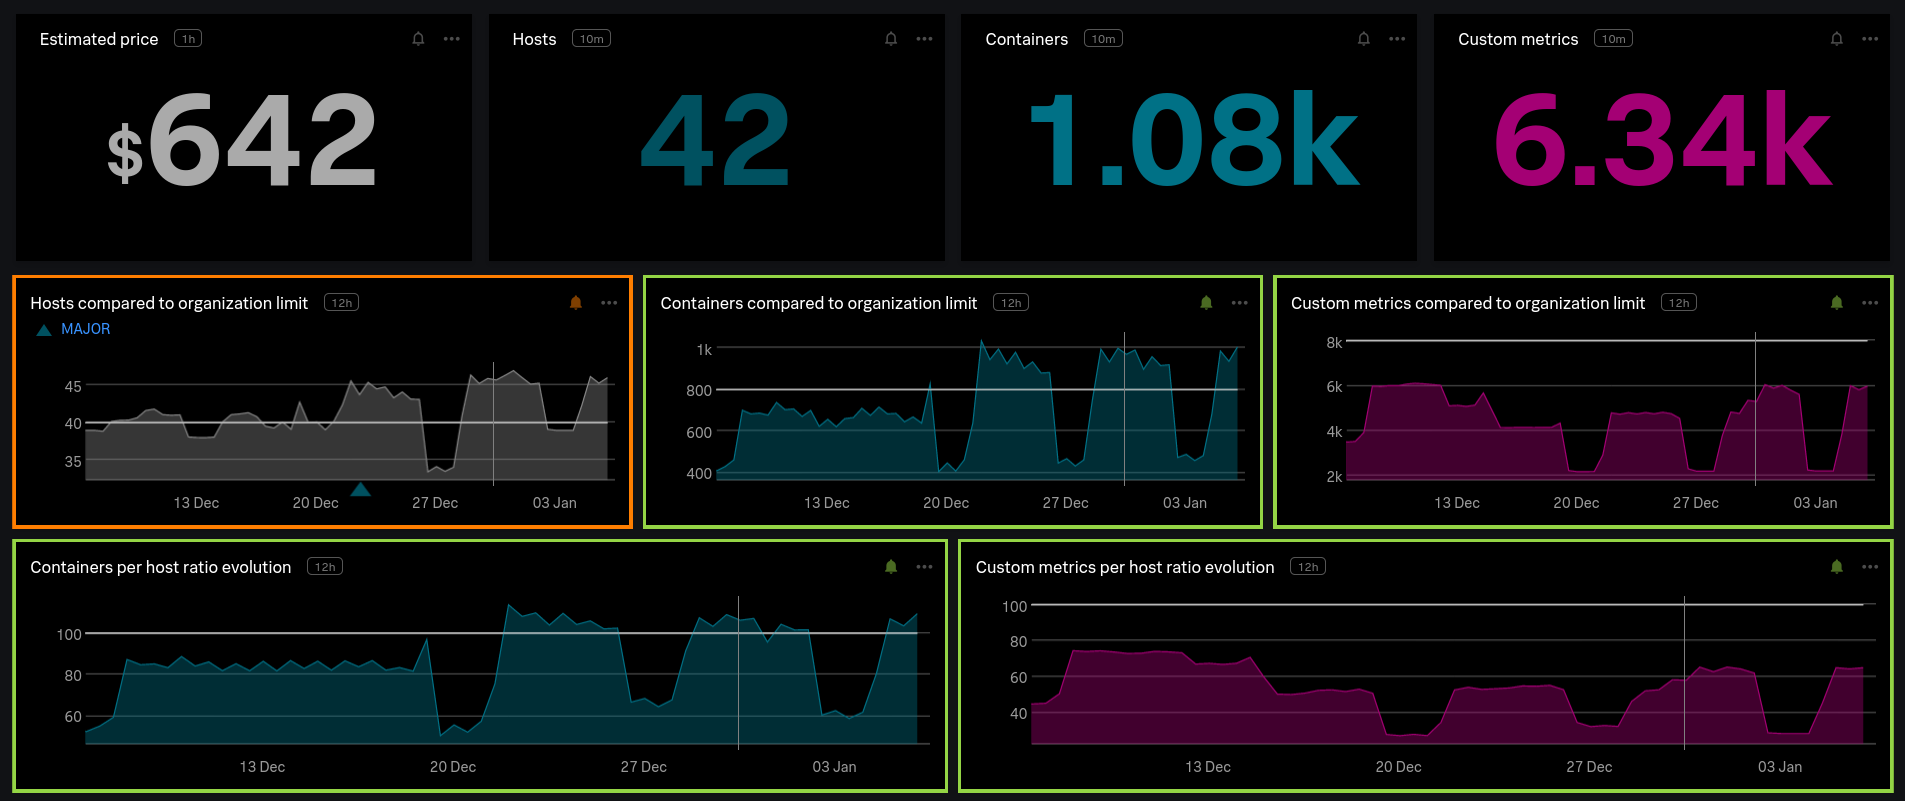 Estimated price 1h
$642
Hosts 10m
42
Containers 10m
1.08k
Custom metrics 10m
6.34k
Hosts compared to organization limit 12h
MAJOR
45
40
35
13 Dec 20 Dec 27 Dec 03 Jan
Containers compared to organization limit 12h
1k
800
600
400
13 Dec 20 Dec 27 Dec 03 Jan
Custom metrics compared to organization limit 12h
8k
6k
4k
2k
13 Dec 20 Dec 27 Dec 03 Jan
Containers per host ratio evolution 12h
100
80
60
13 Dec 20 Dec 27 Dec 03 Jan
Custom metrics per host ratio evolution 12h
100
80
60
40
13 Dec 20 Dec 27 Dec 03 Jan